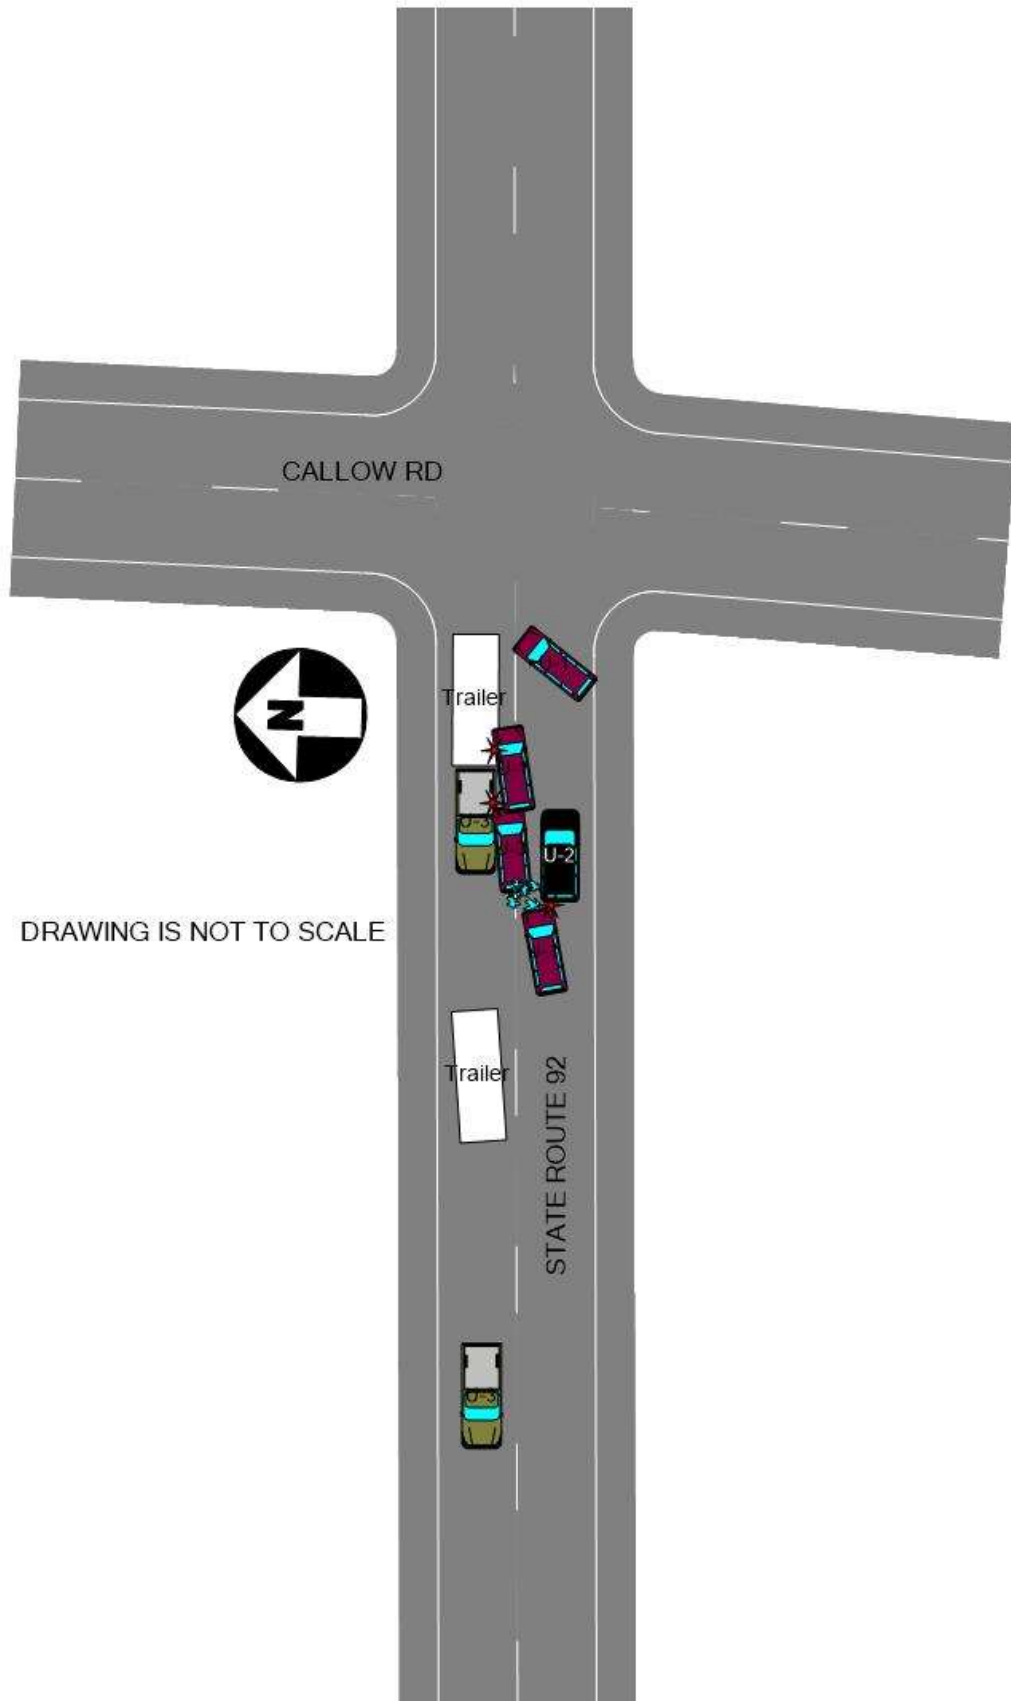 CALLOW RD
Trailer
N
U-2
DRAWING IS NOT TO SCALE
Trailer
STATE ROUTE 92